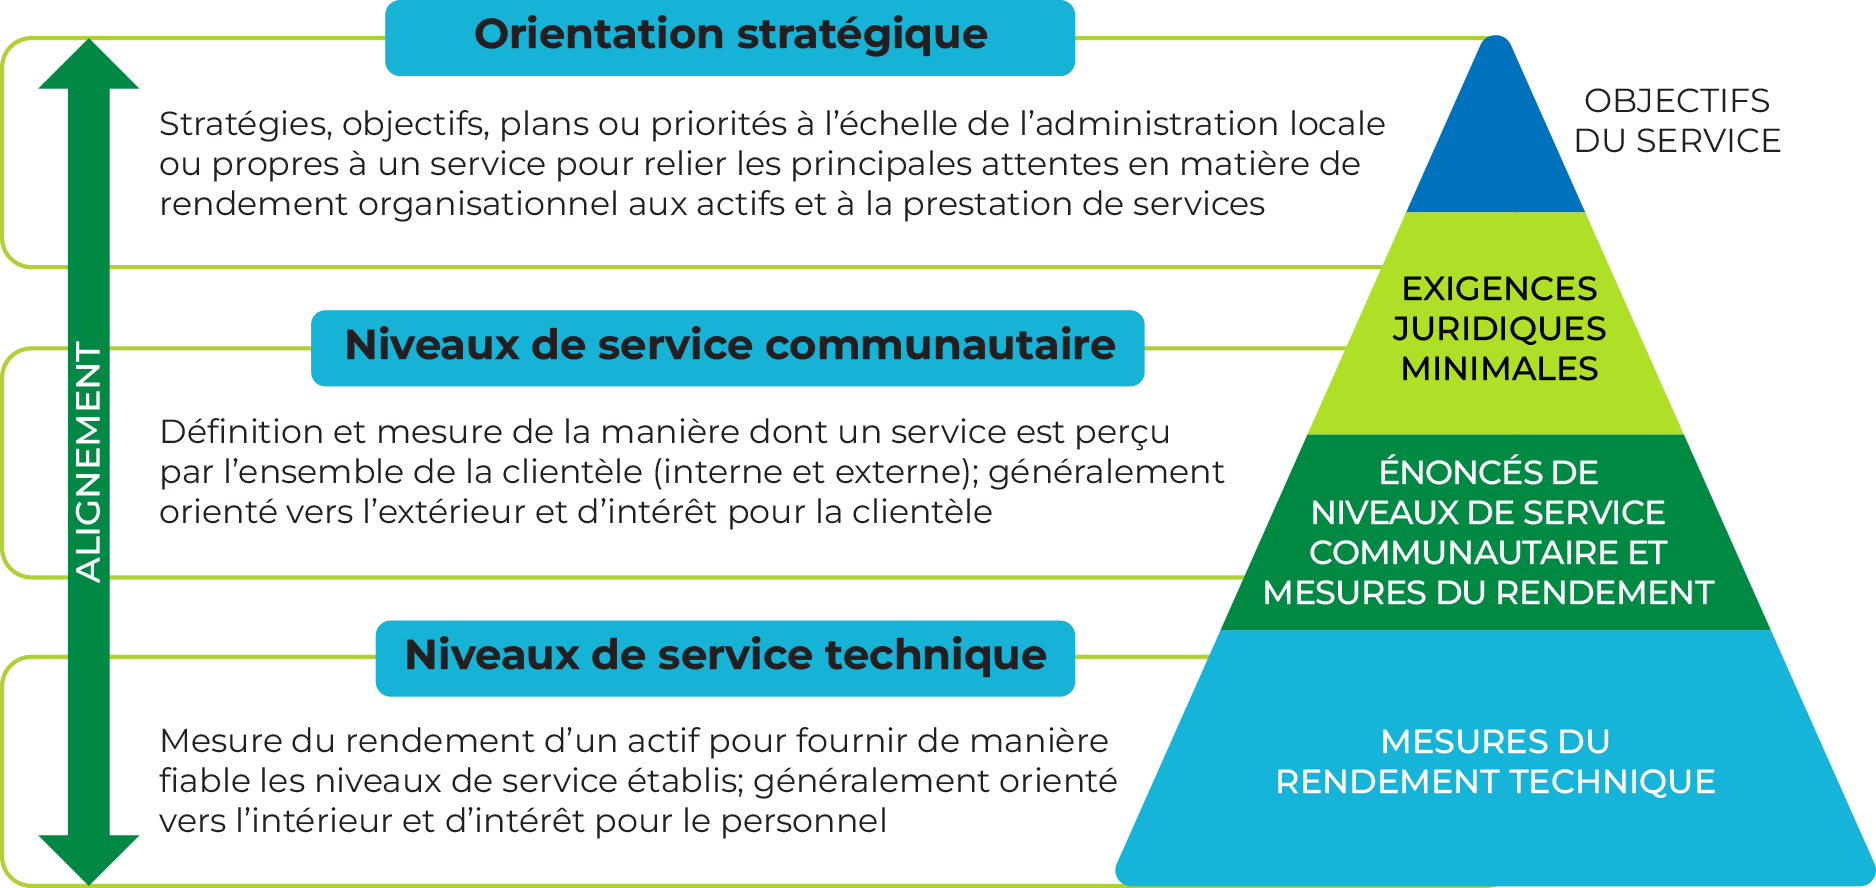 Orientation stratégique
Stratégies, objectifs, plans ou priorités à l’échelle de l’administration locale
ou propres à un service pour relier les principales attentes en matière de
rendement organisationnel aux actifs et à la prestation de services
Niveaux de service communautaire
Définition et mesure de la manière dont un service est perçu
par l’ensemble de la clientèle (interne et externe); généralement
orienté vers l’extérieur et d’intérêt pour la clientèle
Niveaux de service technique
Mesure du rendement d’un actif pour fournir de manière
fiable les niveaux de service établis; généralement orienté
vers l’intérieur et d’intérêt pour le personnel
ALIGNEMENT
OBJECTIFS
DU SERVICE
EXIGENCES
JURIDIQUES
MINIMALES
ÉNONCÉS DE
NIVEAUX DE SERVICE
COMMUNAUTAIRE ET
MESURES DU RENDEMENT
MESURES DU
RENDEMENT TECHNIQUE